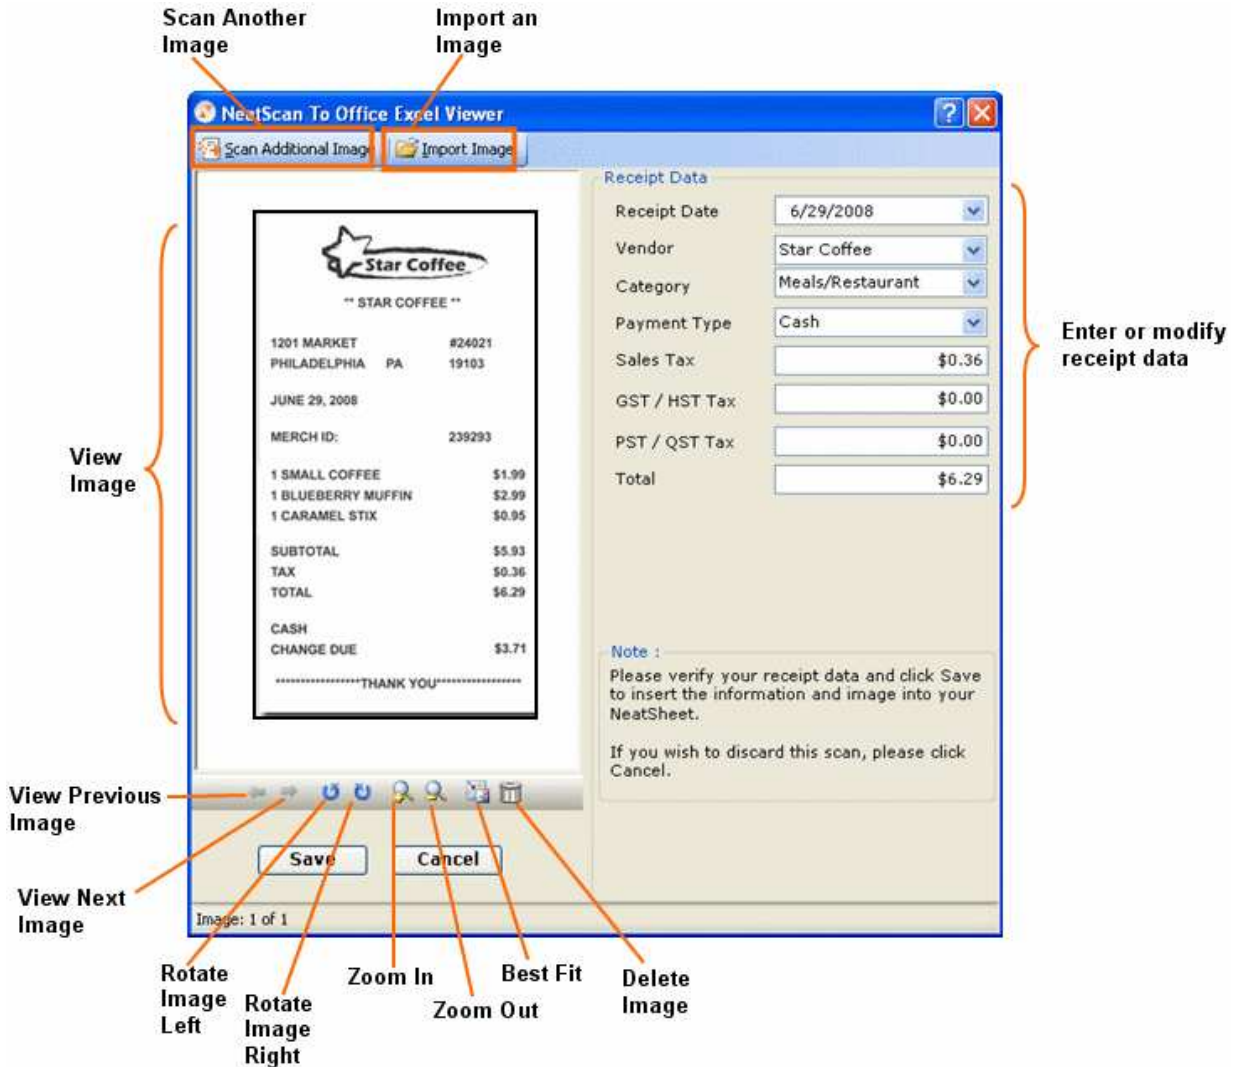 Scan Another
Image
Import an
Image
NeatScan To Office Excel Viewer
Scan Additional Image
Import Image
Star Coffee
** STAR COFFEE **
1201 MARKET #24021
PHILADELPHIA PA 19103
JUNE 29, 2008
MERCH ID: 239293
1 SMALL COFFEE $1.99
1 BLUEBERRY MUFFIN $2.99
1 CARAMEL STIX $0.95
SUBTOTAL $5.93
TAX $0.36
TOTAL $6.29
CASH
CHANGE DUE $3.71
******************THANK YOU******************
Receipt Data
Receipt Date 6/29/2008
Vendor Star Coffee
Category Meals/Restaurant
Payment Type Cash
Sales Tax $0.36
GST / HST Tax $0.00
PST / QST Tax $0.00
Total $6.29
Note :
Please verify your receipt data and click Save
to insert the information and image into your
NeatSheet.
If you wish to discard this scan, please click
Cancel.
Enter or modify
receipt data
View
Image
View Previous
Image
Save
Cancel
View Next
Image
Image: 1 of 1
Rotate
Image
Left
Rotate
Image
Right
Zoom In
Zoom Out
Best Fit
Delete
Image